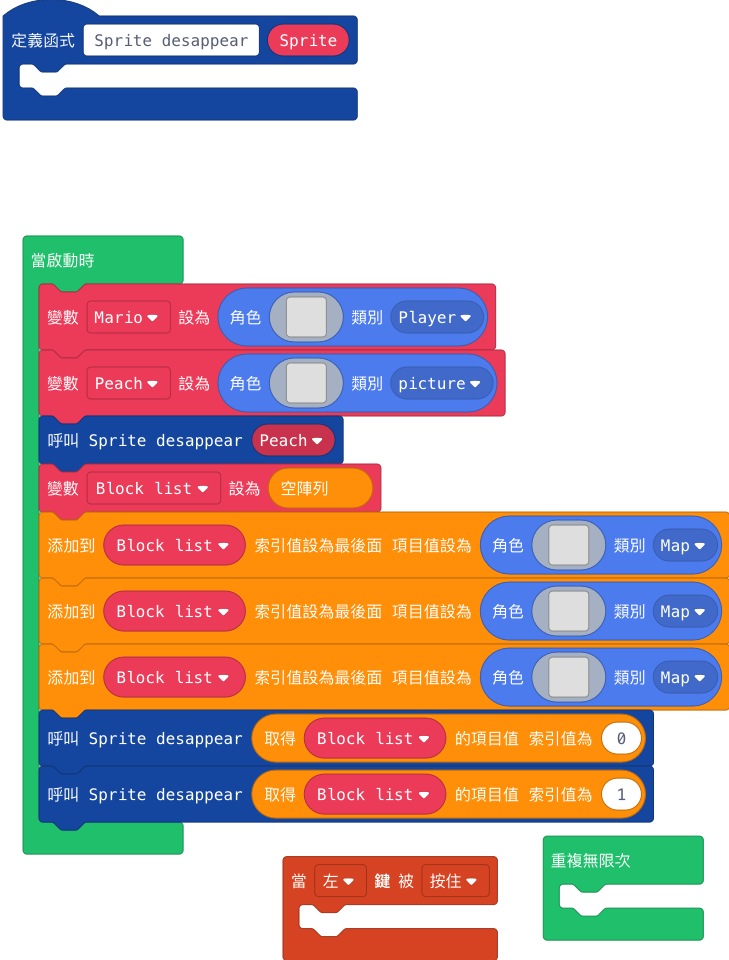 定義函式 Sprite desappear Sprite
當啟動時
變數 Mario 設為 角色 類別 Player
變數 Peach 設為 角色 類別 picture
呼叫 Sprite desappear Peach
變數 Block list 設為 空陣列
添加到 Block list 索引值設為最後面 項目值設為 角色 類別 Map
添加到 Block list 索引值設為最後面 項目值設為 角色 類別 Map
添加到 Block list 索引值設為最後面 項目值設為 角色 類別 Map
呼叫 Sprite desappear 取得 Block list 的項目值 索引值為 0
呼叫 Sprite desappear 取得 Block list 的項目值 索引值為 1
當 左 鍵 被 按住
重複無限次